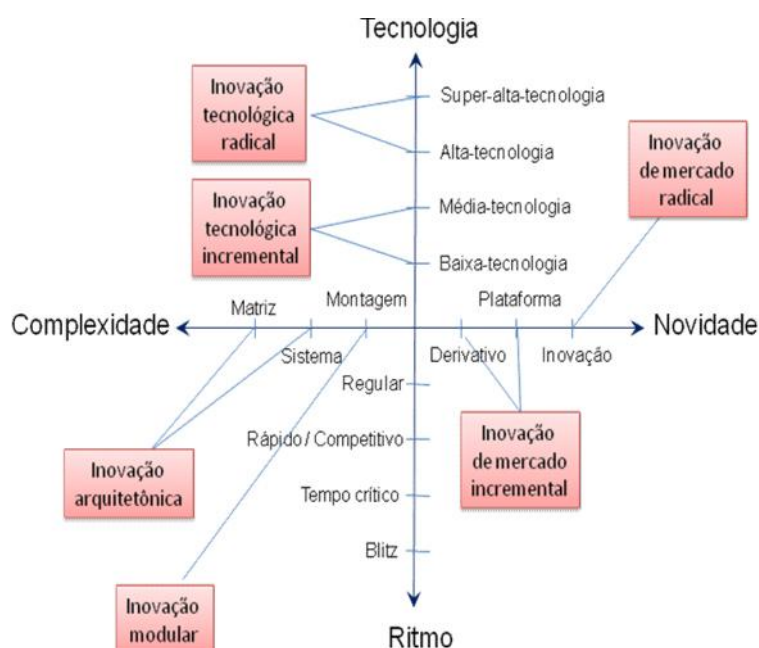 Tecnologia
Inovação
tecnológica
radical
Super-alta-tecnologia
Alta-tecnologia
Inovação
de mercado
radical
Inovação
tecnológica
incremental
Média-tecnologia
Baixa-tecnologia
Matriz
Montagem
Plataforma
Complexidade
Novidade
Sistema
Derivativo
Inovação
Regular
Rápido / Competitivo
Inovação
de mercado
incremental
Inovação
arquitetônica
Tempo crítico
Blitz
Inovação
modular
Ritmo